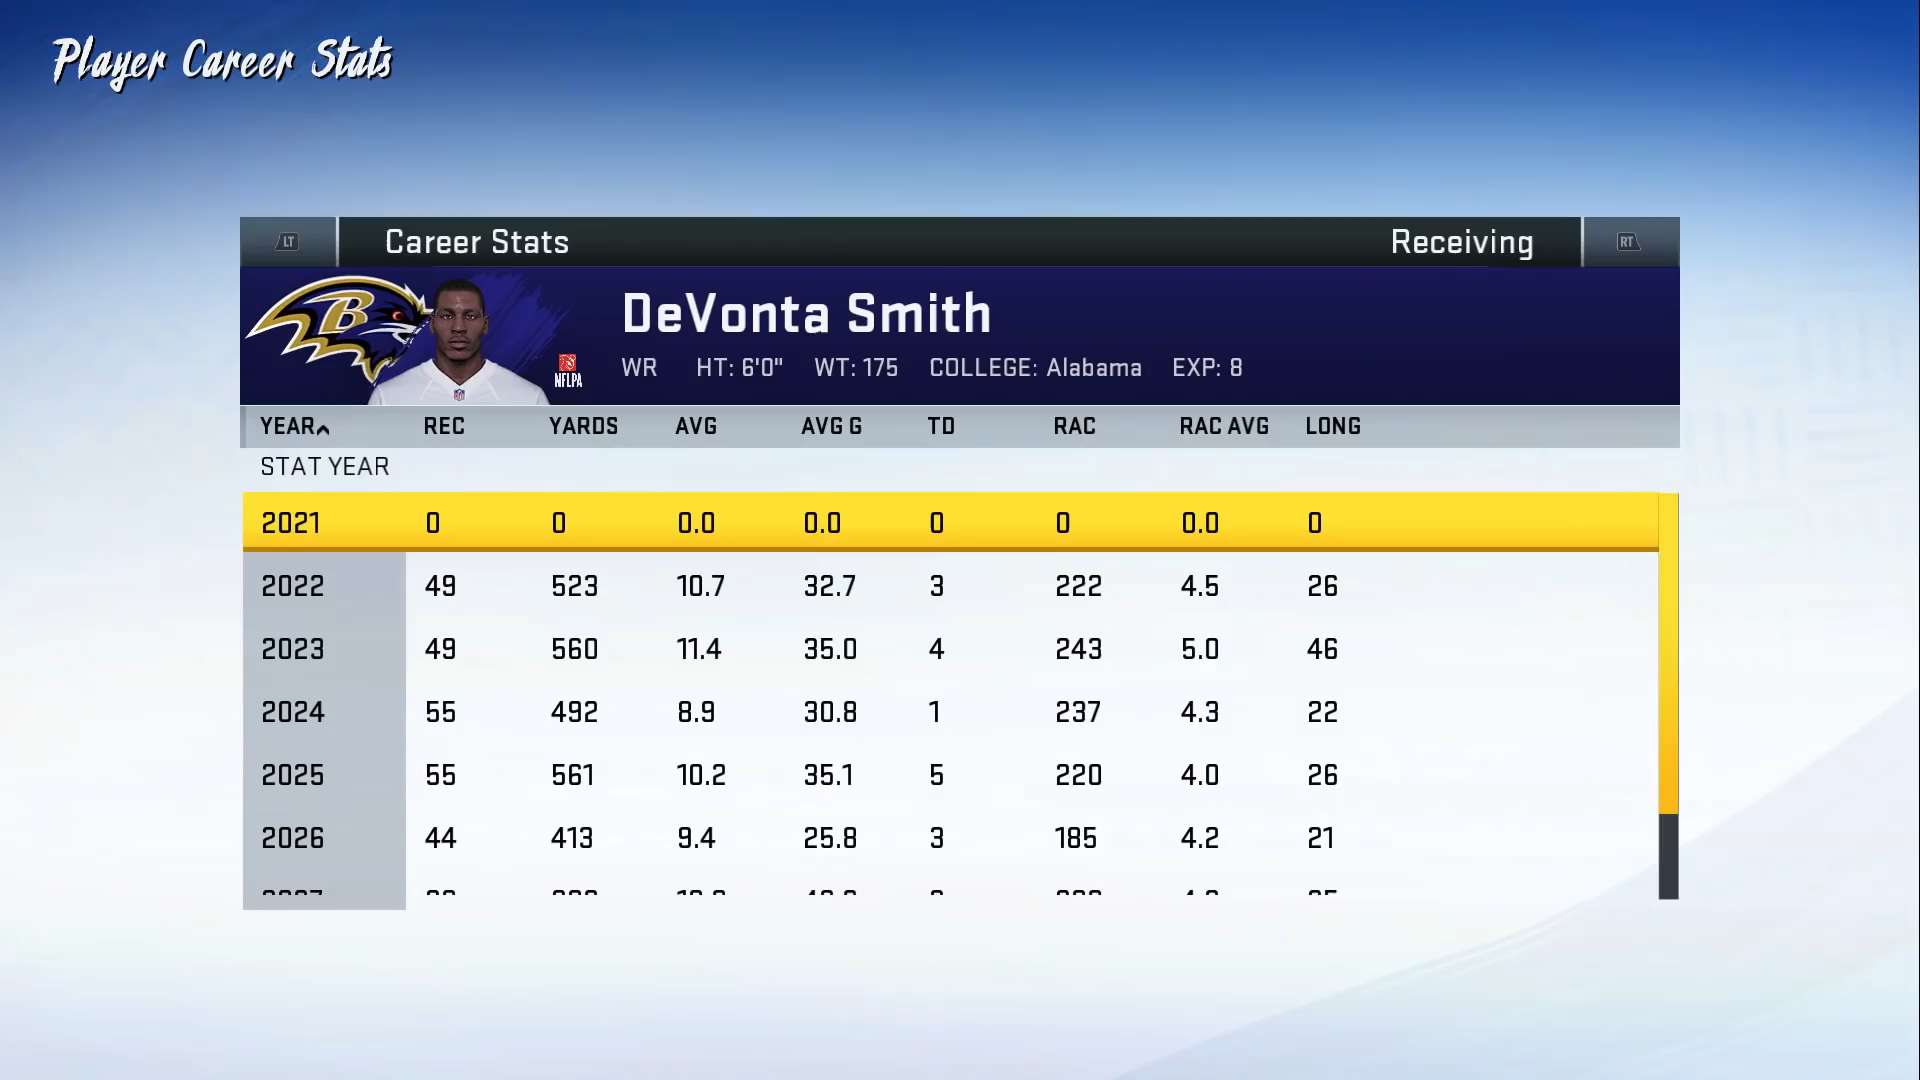 Player Career Stats
LT Career Stats Receiving RT
DeVonta Smith
WR HT: 6'0" WT: 175 COLLEGE: Alabama EXP: 8
NFLPA
YEAR REC YARDS AVG AVG G TD RAC RAC AVG LONG
STAT YEAR
2021 0 0 0.0 0.0 0 0 0.0 0
2022 49 523 10.7 32.7 3 222 4.5 26
2023 49 560 11.4 35.0 4 243 5.0 46
2024 55 492 8.9 30.8 1 237 4.3 22
2025 55 561 10.2 35.1 5 220 4.0 26
2026 44 413 9.4 25.8 3 185 4.2 21